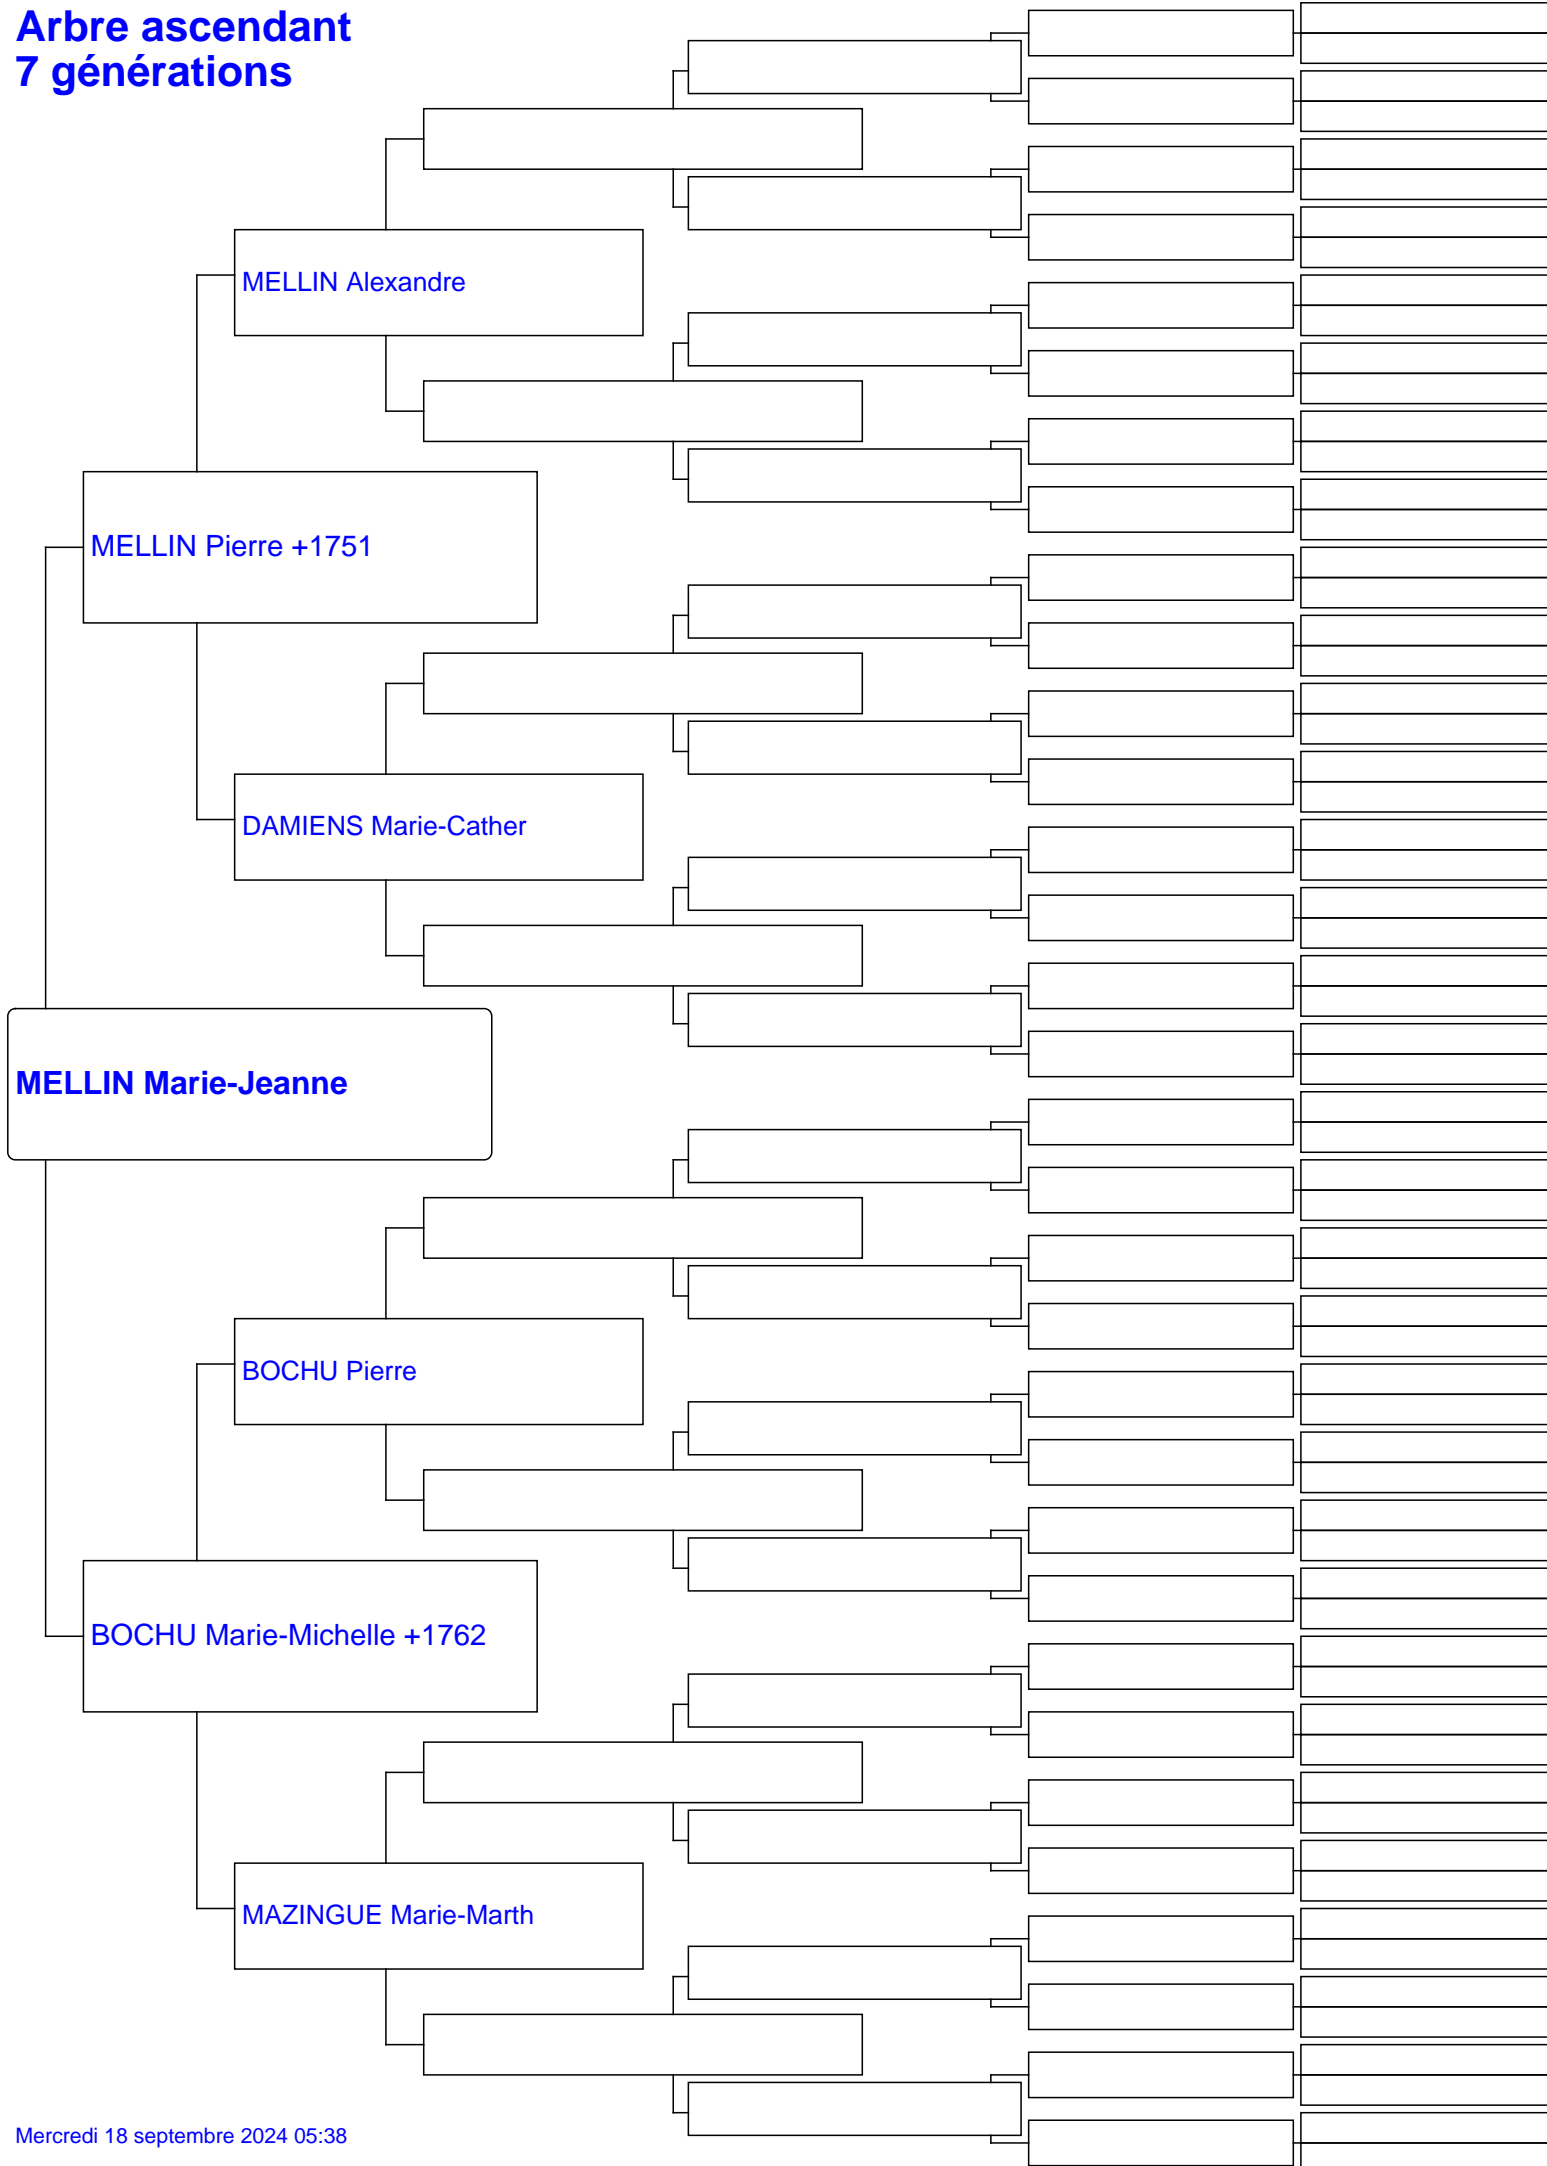 Arbre ascendant
7 générations
MELLIN Alexandre
MELLIN Pierre +1751
DAMIENS Marie-Cather
MELLIN Marie-Jeanne
BOCHU Pierre
BOCHU Marie-Michelle +1762
MAZINGUE Marie-Marth
Mercredi 18 septembre 2024 05:38